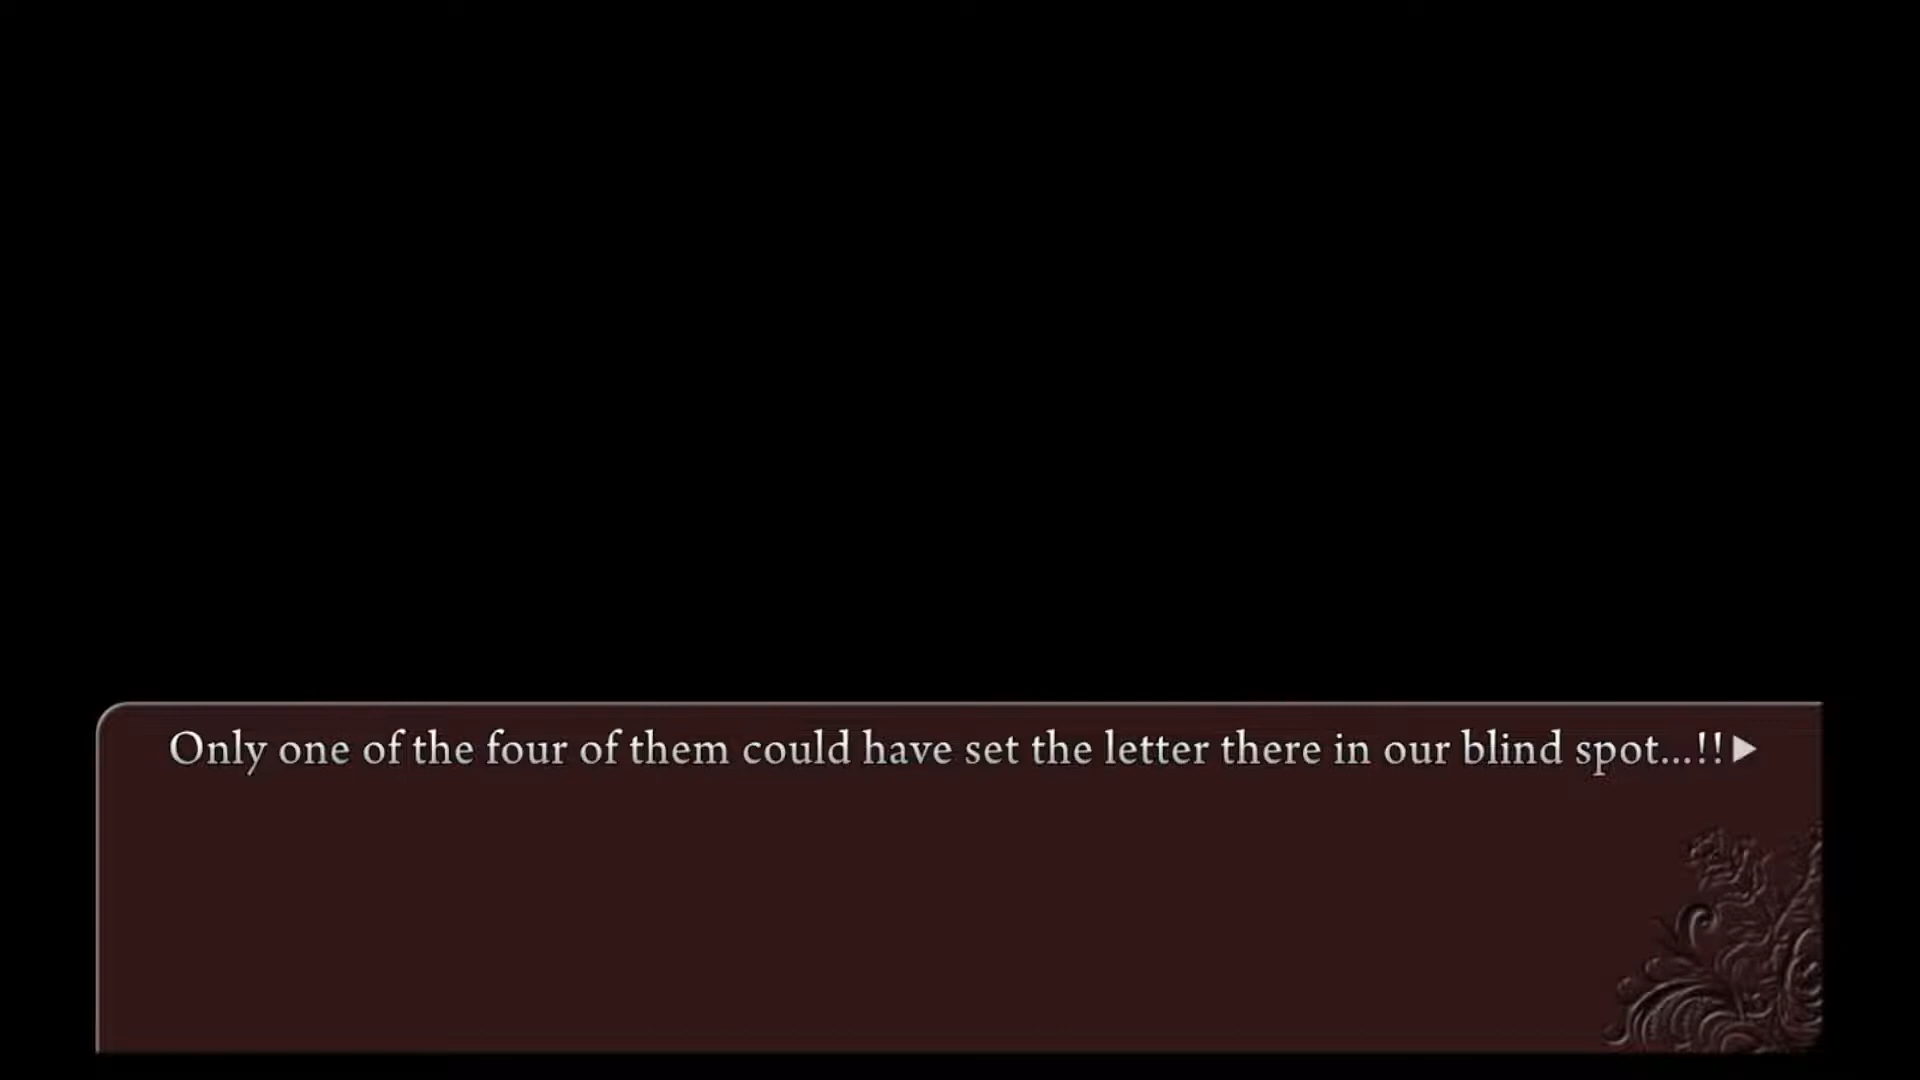 Only one of the four of them could have set the letter there in our blind spot...!!